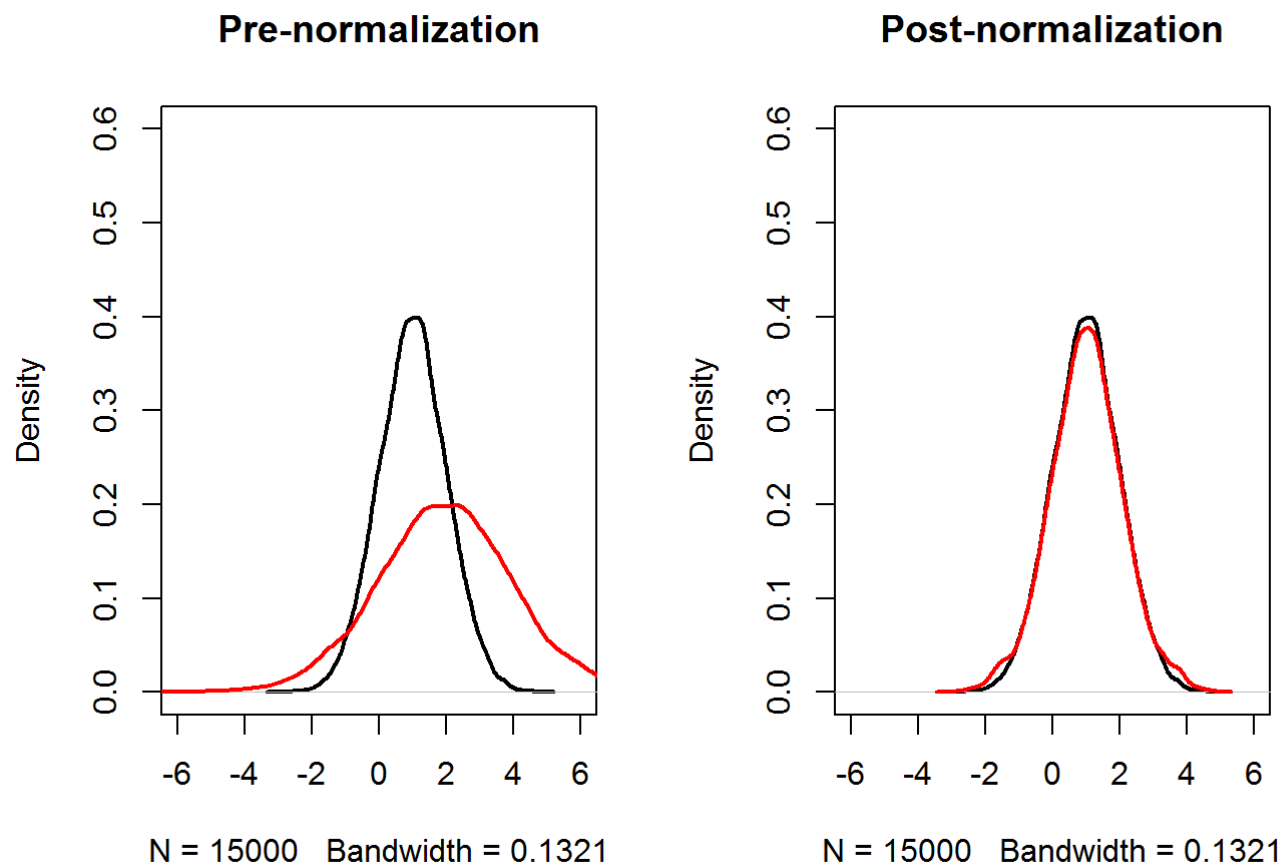 Pre-normalization
Density
0.0 0.1 0.2 0.3 0.4 0.5 0.6
-6 -4 -2 0 2 4 6
N = 15000 Bandwidth = 0.1321
Post-normalization
Density
0.0 0.1 0.2 0.3 0.4 0.5 0.6
-6 -4 -2 0 2 4 6
N = 15000 Bandwidth = 0.1321